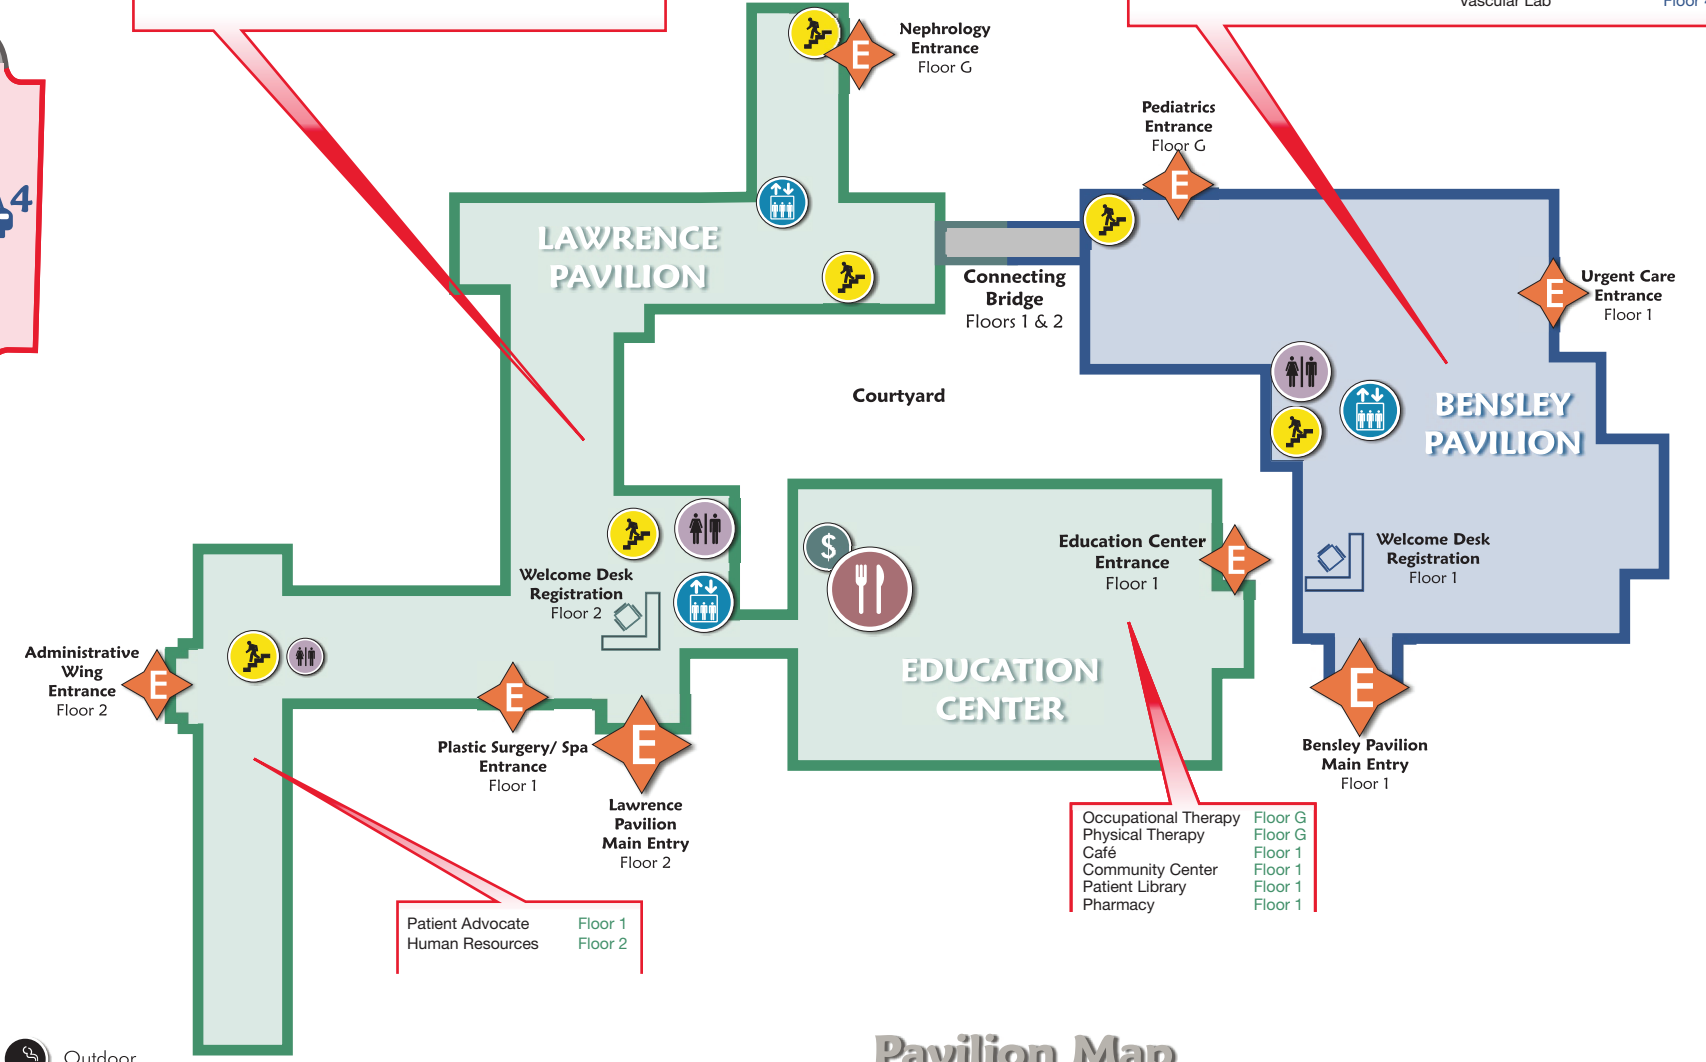 Vascular Lab
Nephrology
Entrance
Floor G
Pediatrics
Entrance
Floor G
E
E
4
LAWRENCE
PAVILION
Connecting
Bridge
Floors 1 & 2
E
Urgent Care
Entrance
Floor 1
Courtyard
BENSLEY
PAVILION
Welcome Desk
Registration
Floor 2
$
Education Center
Entrance
Floor 1
E
Welcome Desk
Registration
Floor 1
Administrative
Wing
Entrance
Floor 2
E
E
Plastic Surgery/ Spa
Entrance
Floor 1
E
Lawrence
Pavilion
Main Entry
Floor 2
EDUCATION
CENTER
E
Bensley Pavilion
Main Entry
Floor 1
Occupational Therapy Floor G
Physical Therapy Floor G
Café Floor 1
Community Center Floor 1
Patient Library Floor 1
Pharmacy Floor 1
Patient Advocate Floor 1
Human Resources Floor 2
Outdoor
Pavilion Map